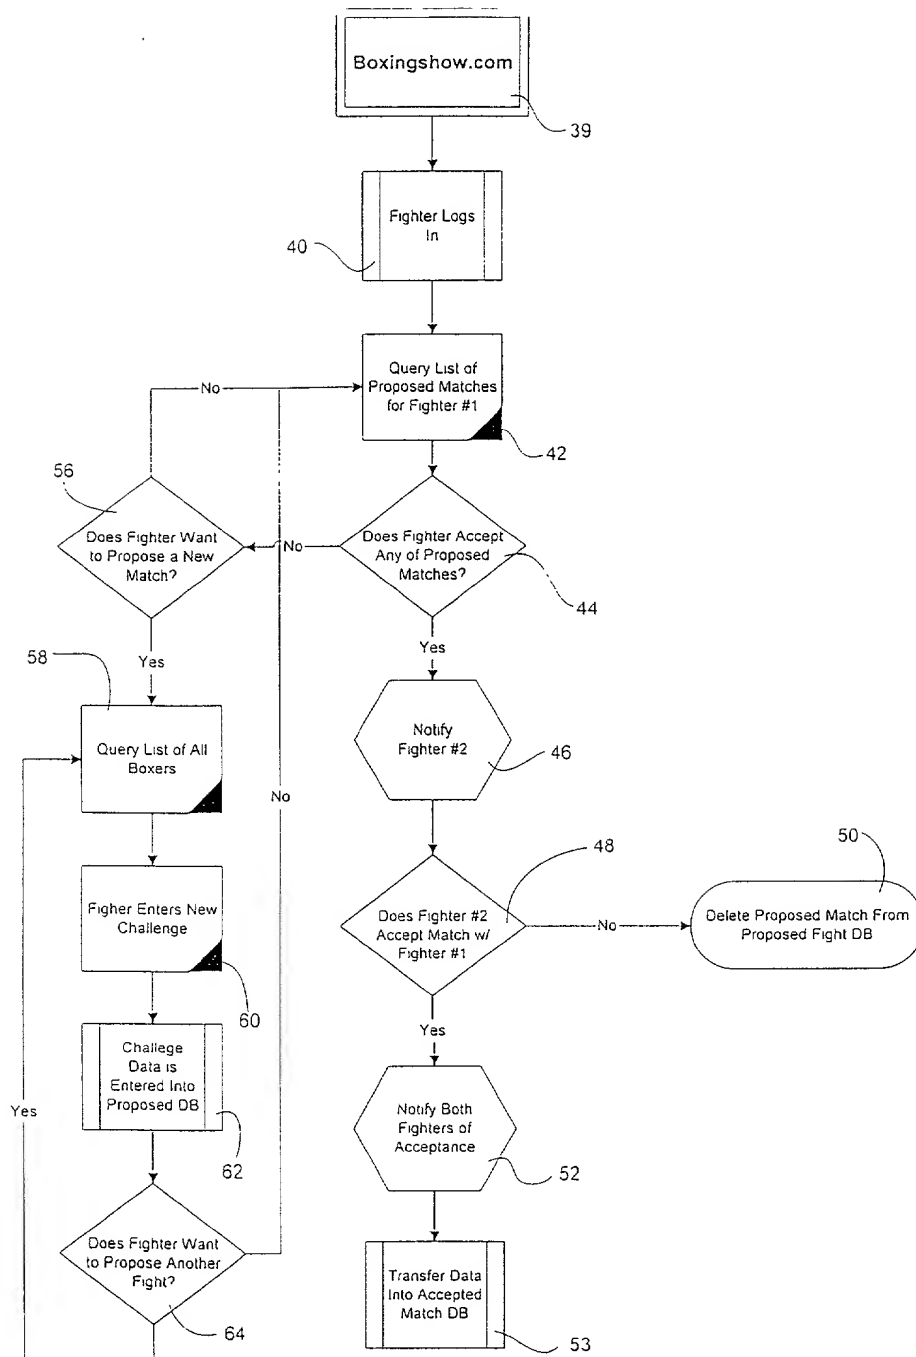 Boxingshow.com
39
Fighter Logs
In
40
Query List of
Proposed Matches
for Fighter #1
42
No
56
Does Fighter Want
to Propose a New
Match?
No
Does Fighter Accept
Any of Proposed
Matches?
44
Yes
Yes
58
Query List of All
Boxers
Notify
Fighter #2
46
No
48
50
Does Fighter #2
Accept Match w/
Fighter #1
No
Delete Proposed Match From
Proposed Fight DB
Figher Enters New
Challenge
60
Yes
Challege
Data is
Entered Into
Proposed DB
62
Yes
Notify Both
Fighters of
Acceptance
52
Does Fighter Want
to Propose Another
Fight?
64
Transfer Data
Into Accepted
Match DB
53